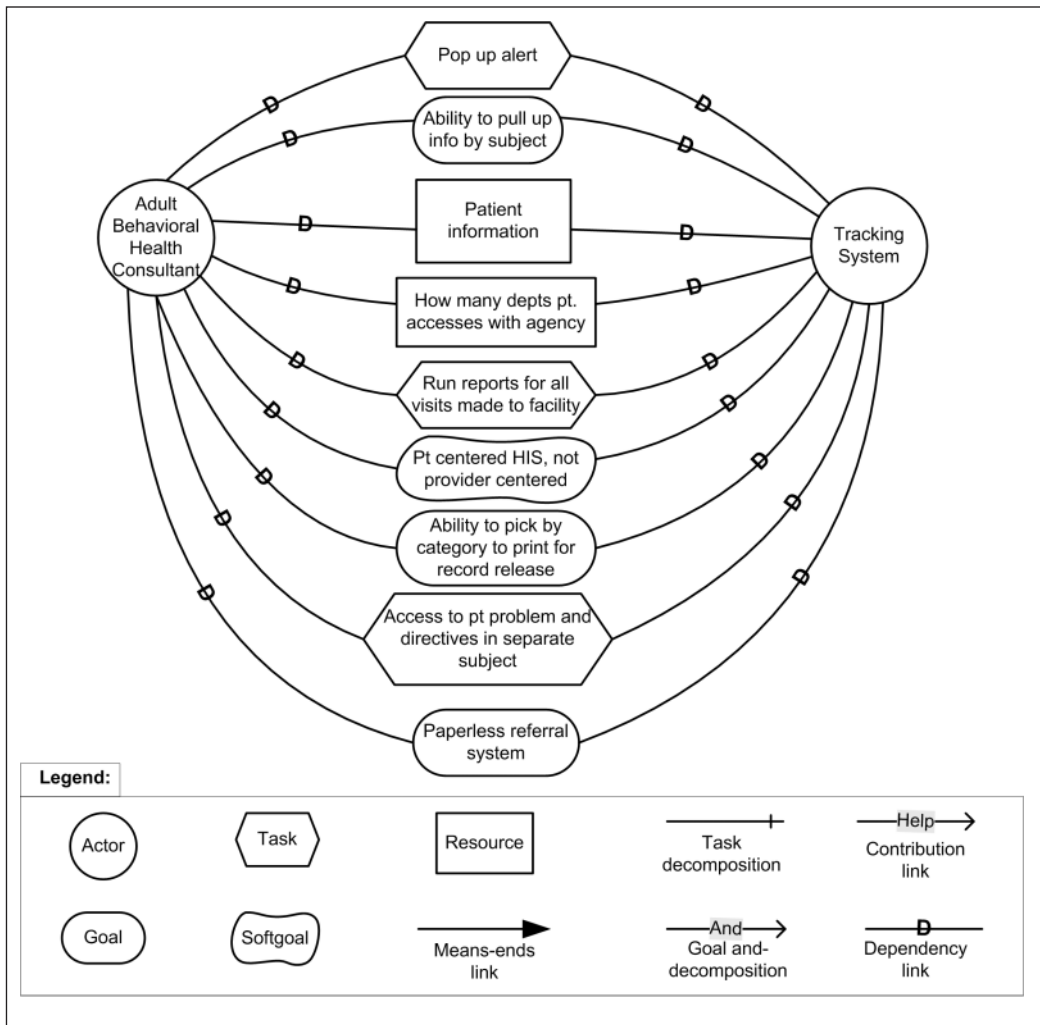 Pop up alert
D
D
Ability to pull up
info by subject
D
D
Adult
Behavioral
Health
Consultant
Patient
information
D
D
Tracking
System
How many depts pt.
accesses with agency
D
D
Run reports for all
visits made to facility
D
D
Pt centered HIS, not
provider centered
D
D
Ability to pick by
category to print for
record release
D
D
Access to pt problem and
directives in separate
subject
D
D
Paperless referral
system
D
D
Legend:
Actor
Task
Resource
Task
decomposition
Help
Contribution
link
Goal
Softgoal
Means-ends
link
And
Goal and-
decomposition
D
Dependency
link